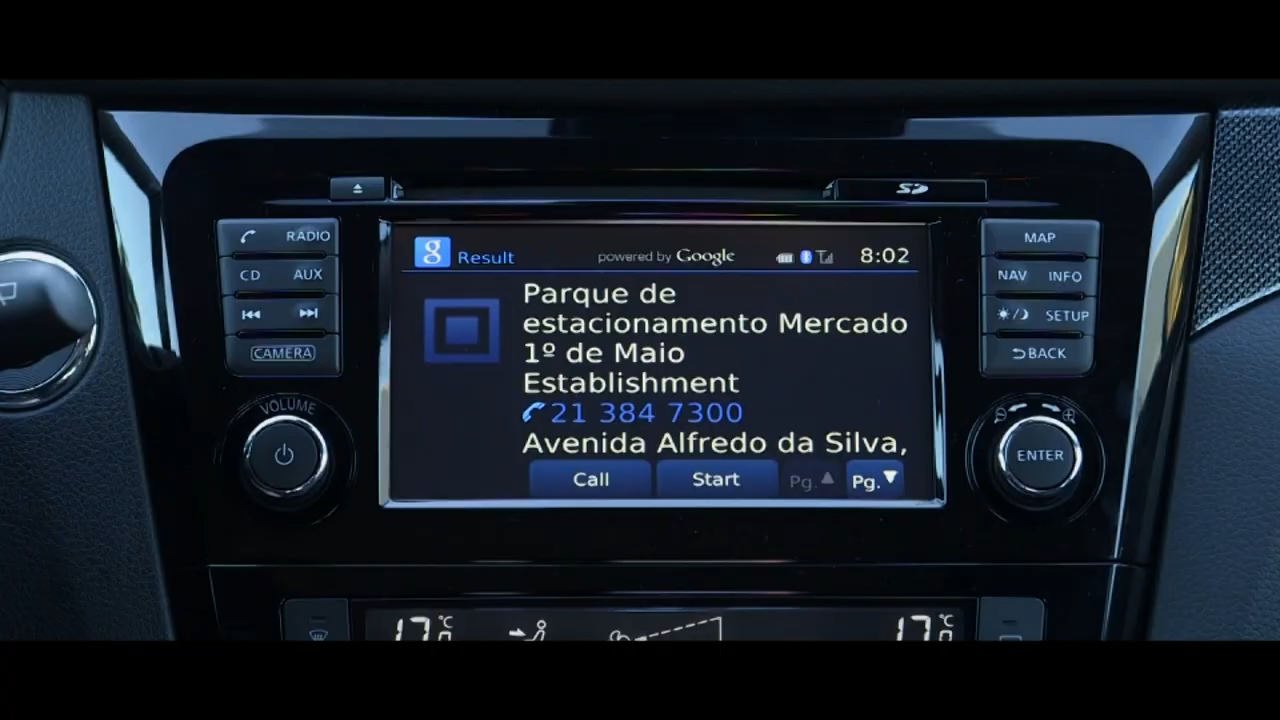 SD
RADIO
CD AUX
CAMERA
VOLUME
g Result powered by Google 8:02
Parque de
estacionamento Mercado
1º de Maio
Establishment
21 384 7300
Avenida Alfredo da Silva,
Call Start Pg. Pg.
MAP
NAV INFO
SETUP
BACK
ENTER
17 °C 17 °C